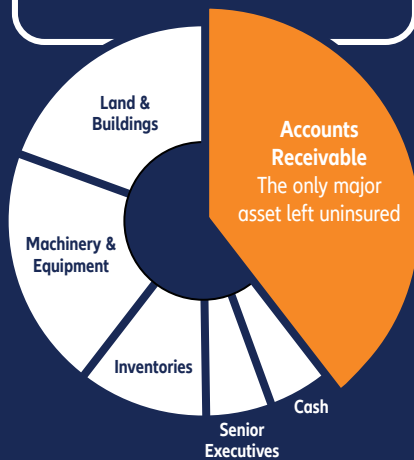 Land &
Buildings
Accounts
Receivable
The only major
asset left uninsured
Machinery &
Equipment
Inventories
Cash
Senior
Executives